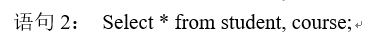 语句 2： Select * from student, course;